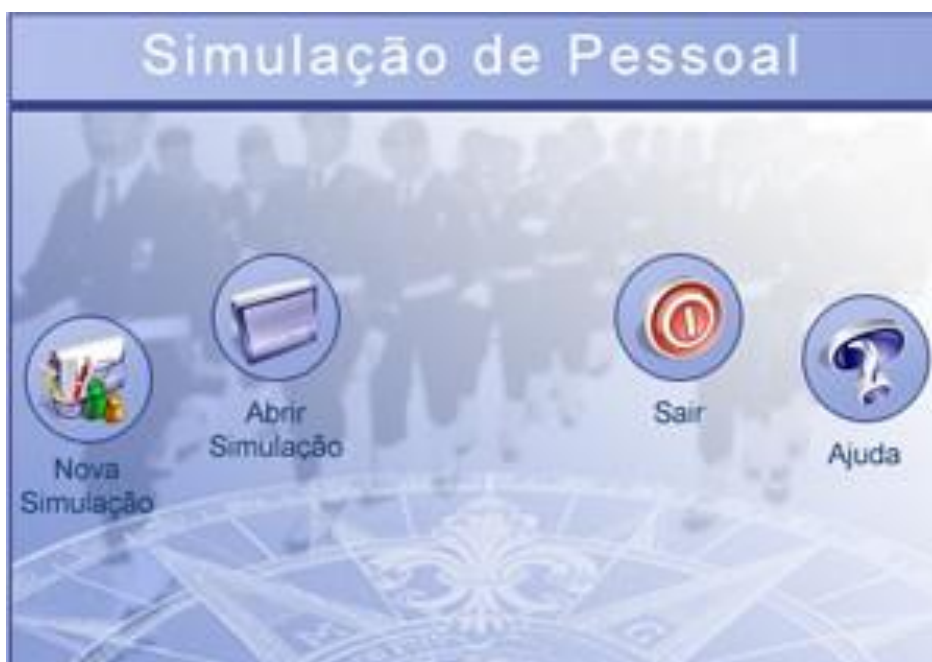 Simulação de Pessoal
Nova
Simulação
Abrir
Simulação
Sair
Ajuda